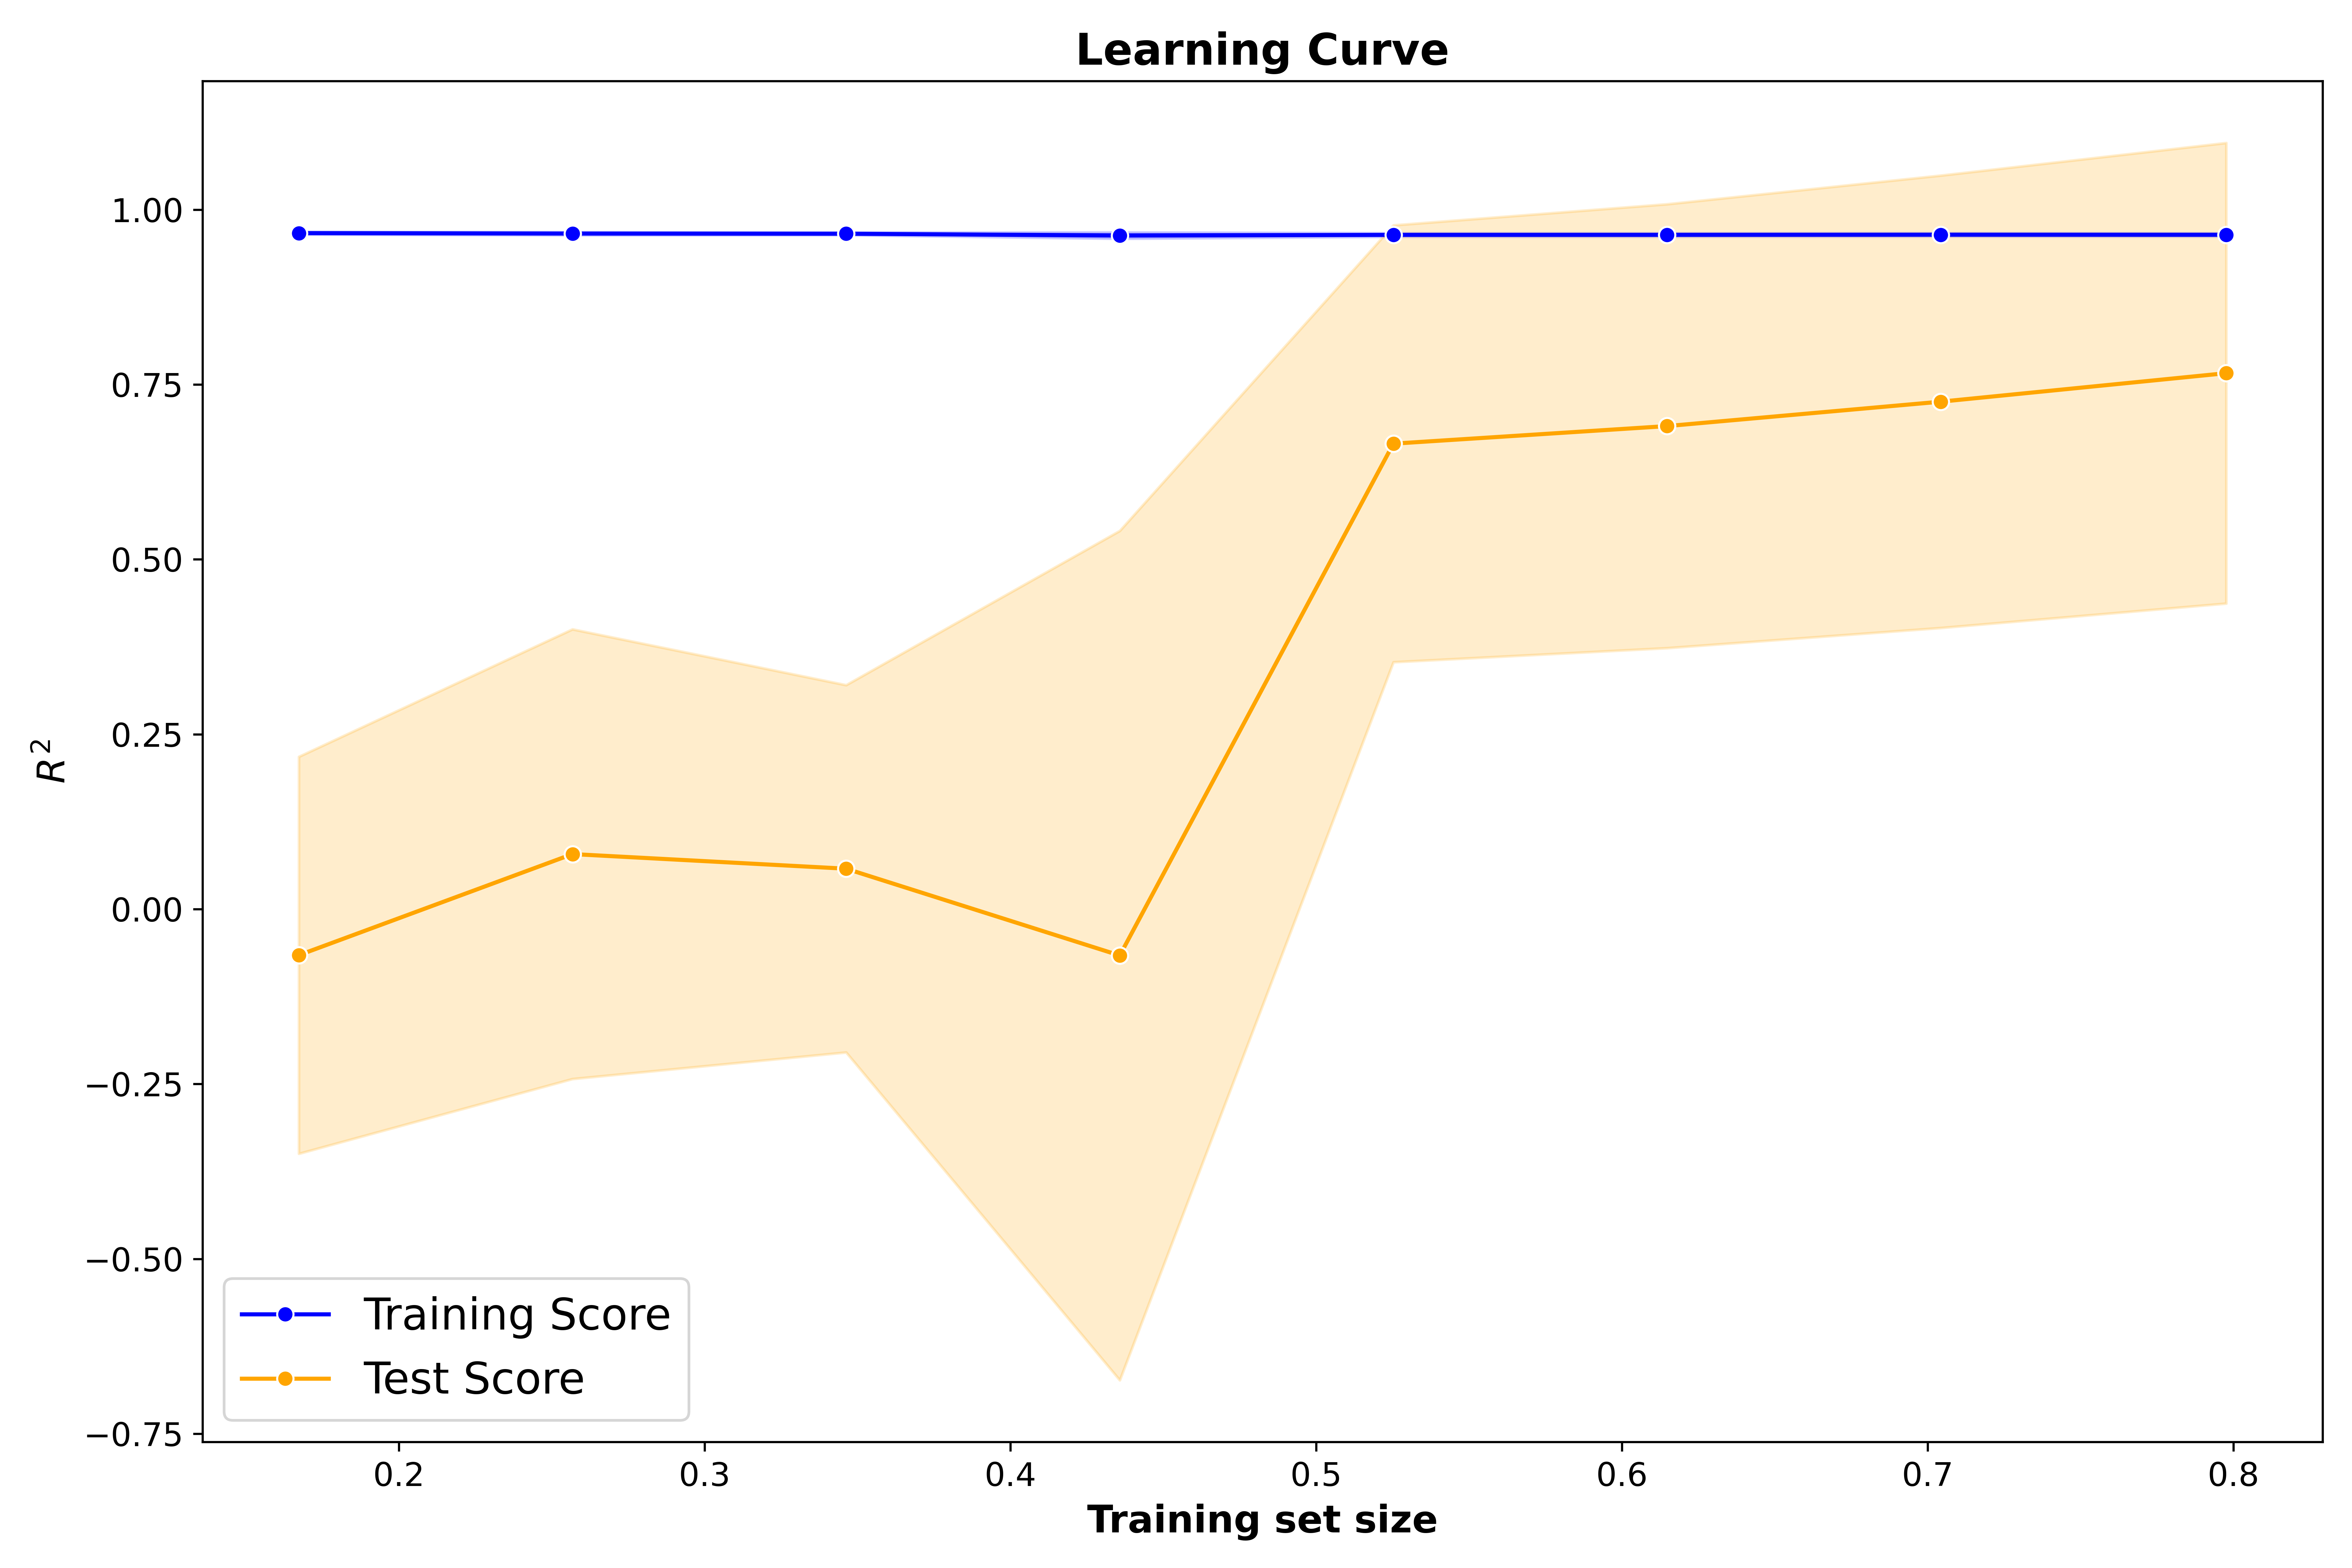 Learning Curve
1.00
0.75
0.50
0.25
0.00
−0.25
−0.50
−0.75
R²
Training Score
Test Score
0.2 0.3 0.4 0.5 0.6 0.7 0.8
Training set size